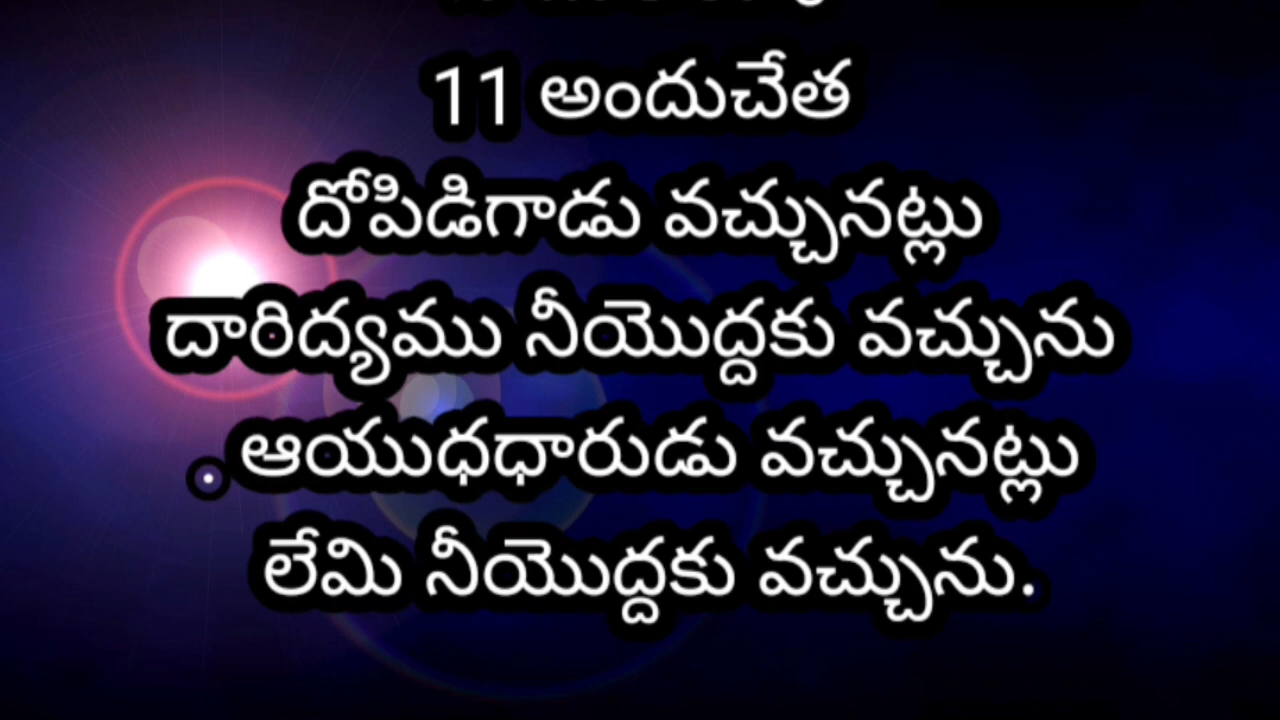 11 అందుచేత
దోపిడిగాడు వచ్చునట్లు
దారిద్యము నీయొద్దకు వచ్చును
. ఆయుధధారుడు వచ్చునట్లు
లేమి నీయొద్దకు వచ్చును.